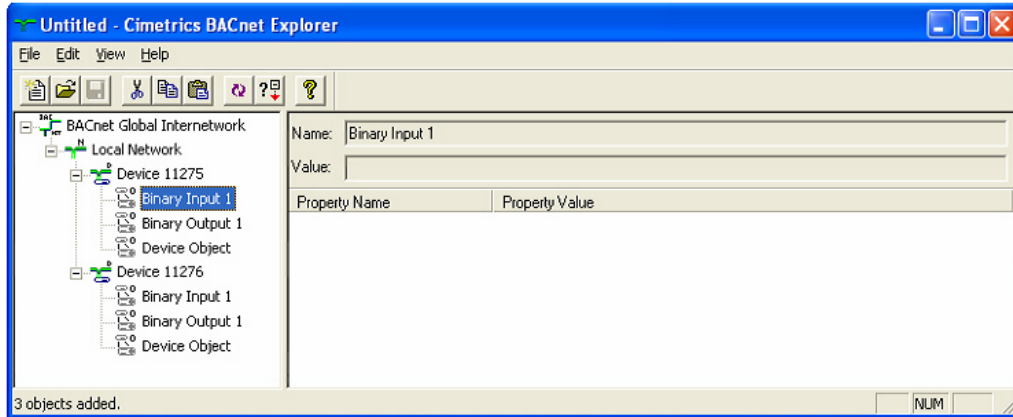 Untitled - Cimetrics BACnet Explorer
File Edit View Help
BACnet Global Internetwork
Local Network
Device 11275
Binary Input 1
Binary Output 1
Device Object
Device 11276
Binary Input 1
Binary Output 1
Device Object
Name: Binary Input 1
Value:
Property Name Property Value
3 objects added. NUM